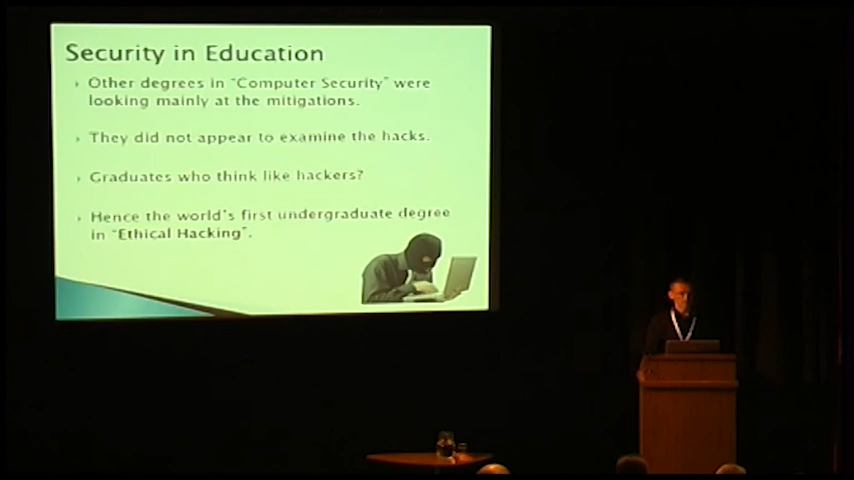 Security in Education
Other degrees in "Computer Security" were
looking mainly at the mitigations.
They did not appear to examine the hacks.
Graduates who think like hackers?
Hence the world's first undergraduate degree
in "Ethical Hacking".